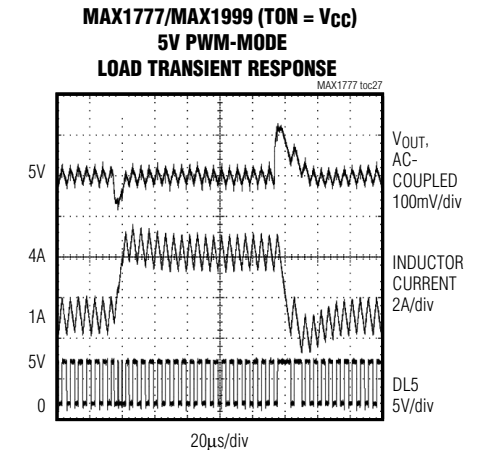 MAX1777/MAX1999 (TON = VCC)
5V PWM-MODE
LOAD TRANSIENT RESPONSE
MAX1777 toc27
5V
VOUT,
AC-
COUPLED
100mV/div
4A
INDUCTOR
CURRENT
2A/div
1A
5V
DL5
0
5V/div
20µs/div